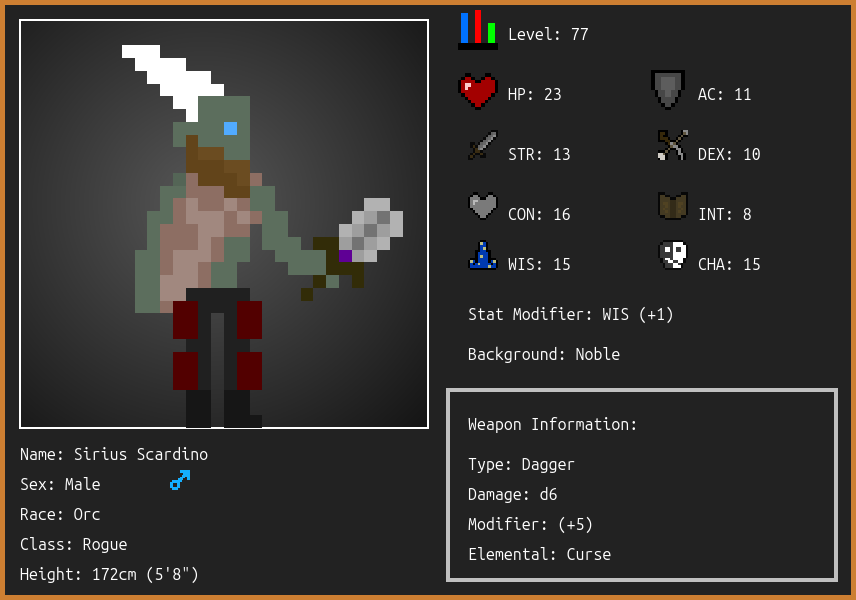 Level: 77
HP: 23
AC: 11
STR: 13
DEX: 10
CON: 16
INT: 8
WIS: 15
CHA: 15
Stat Modifier: WIS (+1)
Background: Noble
Weapon Information:
Type: Dagger
Damage: d6
Modifier: (+5)
Elemental: Curse
Name: Sirius Scardino
Sex: Male
Race: Orc
Class: Rogue
Height: 172cm (5'8")